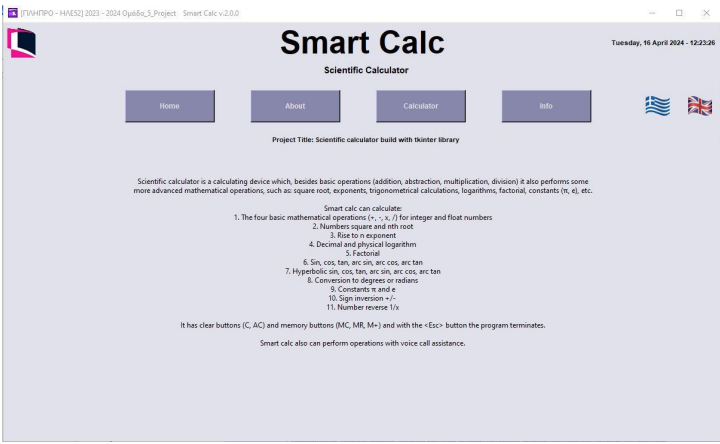 [ΠΛΗΠΡΟ - ΗΛΕ52] 2023 - 2024 Ομάδα_5_Project   Smart Calc v.2.0.0
Smart Calc
Tuesday, 16 April 2024 - 12:23:26
Scientific Calculator
Home
About
Calculator
Info
Project Title: Scientific calculator build with tkinter library
Scientific calculator is a calculating device which, besides basic operations (addition, abstraction, multiplication, division) it also performs some
more advanced mathematical operations, such as: square root, exponents, trigonometrical calculations, logarithms, factorial, constants (π, e), etc.
Smart calc can calculate:
1. The four basic mathematical operations (+, -, x, /) for integer and float numbers
2. Numbers square and nth root
3. Rise to n exponent
4. Decimal and physical logarithm
5. Factorial
6. Sin, cos, tan, arc sin, arc cos, arc tan
7. Hyperbolic sin, cos, tan, arc sin, arc cos, arc tan
8. Conversion to degrees or radians
9. Constants π and e
10. Sign inversion +/-
11. Number reverse 1/x
It has clear buttons (C, AC) and memory buttons (MC, MR, M+) and with the <Esc> button the program terminates.
Smart calc also can perform operations with voice call assistance.